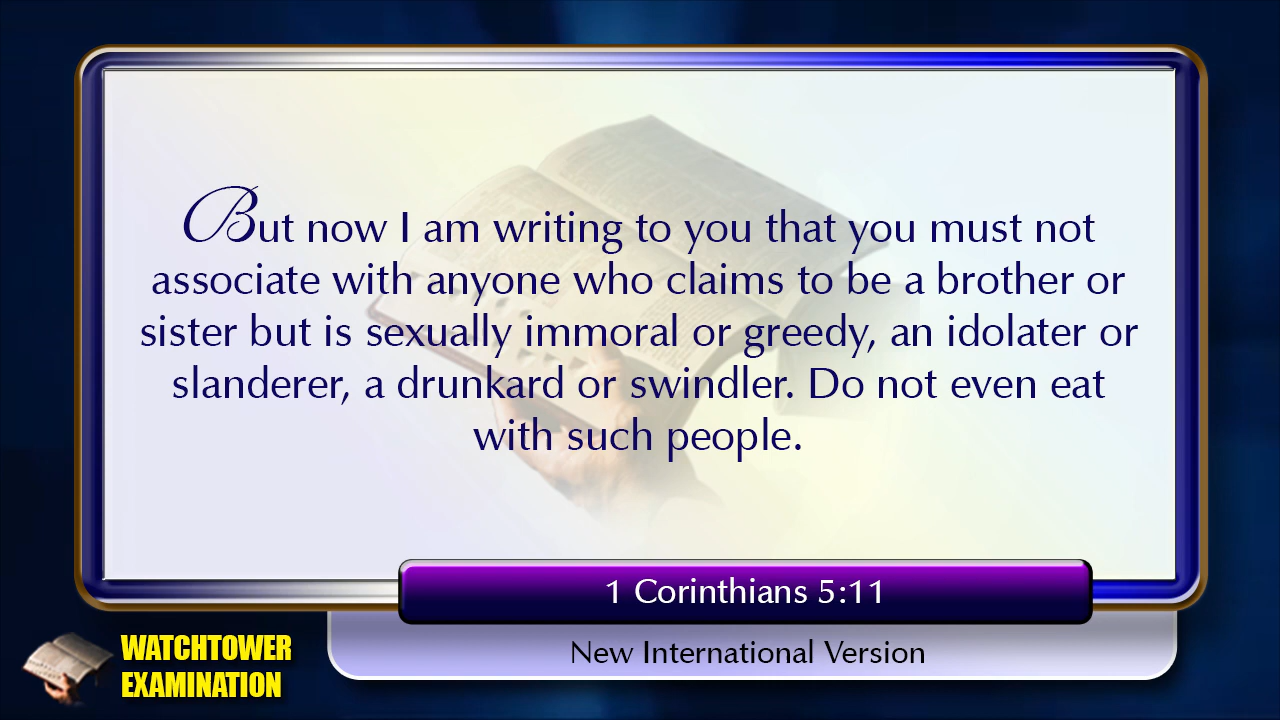 But now I am writing to you that you must not
associate with anyone who claims to be a brother or
sister but is sexually immoral or greedy, an idolater or
slanderer, a drunkard or swindler. Do not even eat
with such people.
1 Corinthians 5:11
New International Version
WATCHTOWER
EXAMINATION